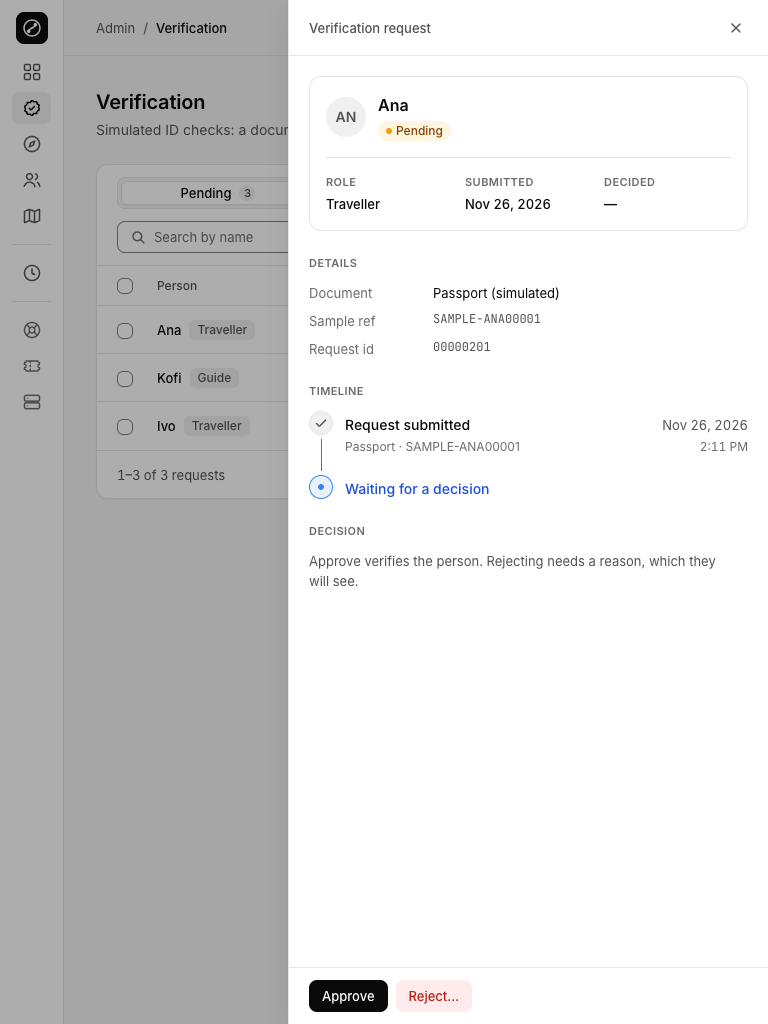 Admin / Verification
Verification
Simulated ID checks: a docur
Pending 3
Search by name
Person
Ana Traveller
Kofi Guide
Ivo Traveller
1–3 of 3 requests
Verification request
AN
Ana
Pending
ROLE
Traveller
SUBMITTED
Nov 26, 2026
DECIDED
—
DETAILS
Document Passport (simulated)
Sample ref SAMPLE-ANA00001
Request id 00000201
TIMELINE
Request submitted Nov 26, 2026
Passport · SAMPLE-ANA00001 2:11 PM
Waiting for a decision
DECISION
Approve verifies the person. Rejecting needs a reason, which they
will see.
Approve Reject…